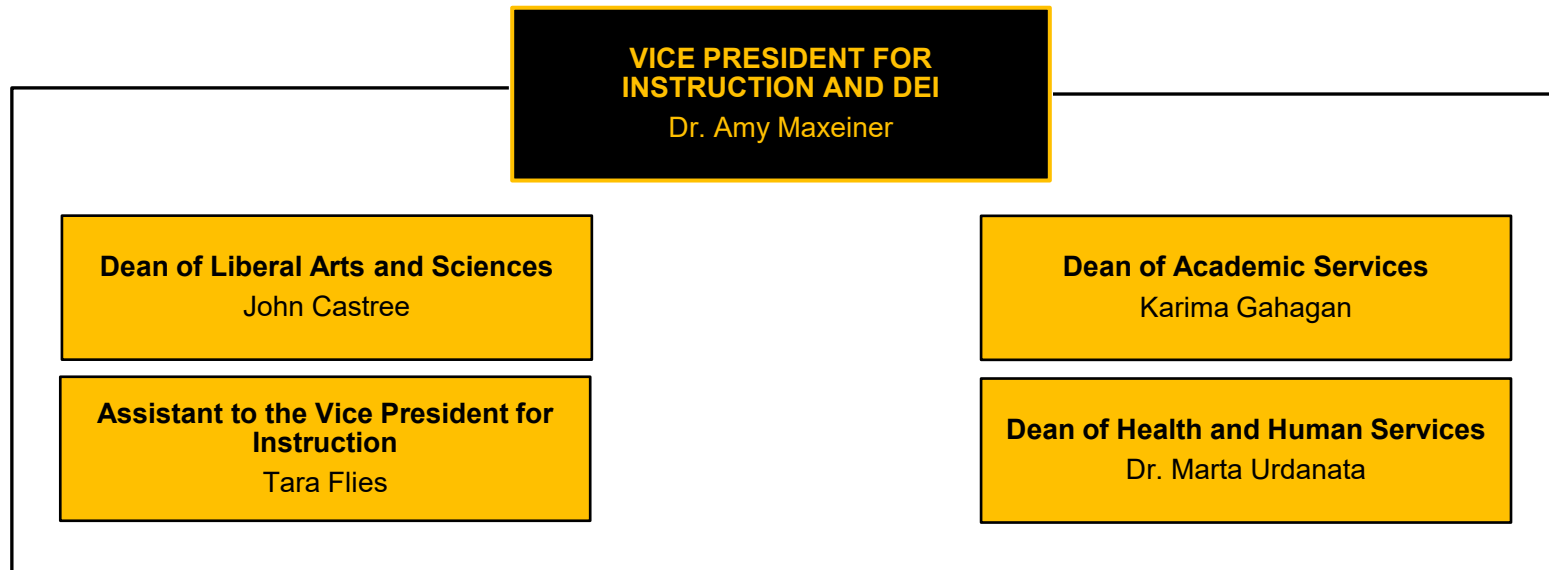 VICE PRESIDENT FOR
INSTRUCTION AND DEI
Dr. Amy Maxeiner
Dean of Liberal Arts and Sciences
John Castree
Dean of Academic Services
Karima Gahagan
Assistant to the Vice President for
Instruction
Tara Flies
Dean of Health and Human Services
Dr. Marta Urdanata